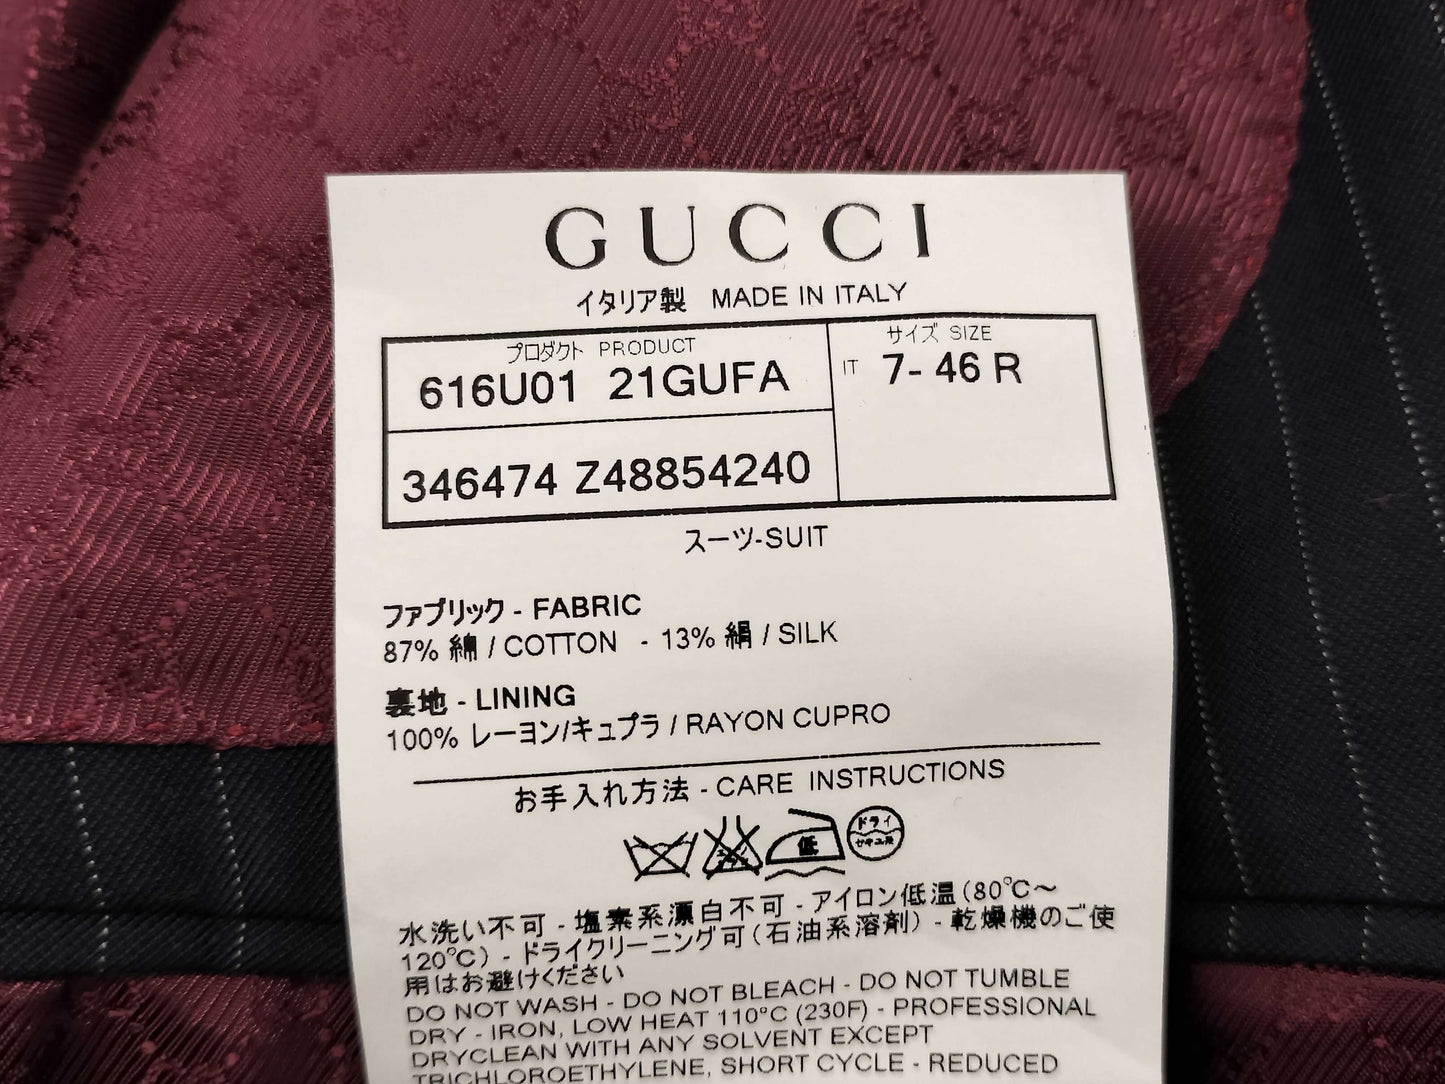 GUCCI
イタリア製 MADE IN ITALY
プロダクト PRODUCT
616U01 21GUFA
サイズ SIZE
IT 7- 46 R
346474 Z48854240
スーツ-SUIT
ファブリック - FABRIC
87% 綿 / COTTON - 13% 絹 / SILK
裏地 - LINING
100% レーヨン/キュプラ / RAYON CUPRO
お手入れ方法 - CARE INSTRUCTIONS
低 ドライ
セキユ系
水洗い不可 - 塩素系漂白不可 - アイロン低温(80℃~
120℃) - ドライクリーニング可(石油系溶剤) - 乾燥機のご使
用はお避けください
DO NOT WASH - DO NOT BLEACH - DO NOT TUMBLE
DRY - IRON, LOW HEAT 110°C (230F) - PROFESSIONAL
DRYCLEAN WITH ANY SOLVENT EXCEPT
TRICHLOROETHYLENE, SHORT CYCLE - REDUCED